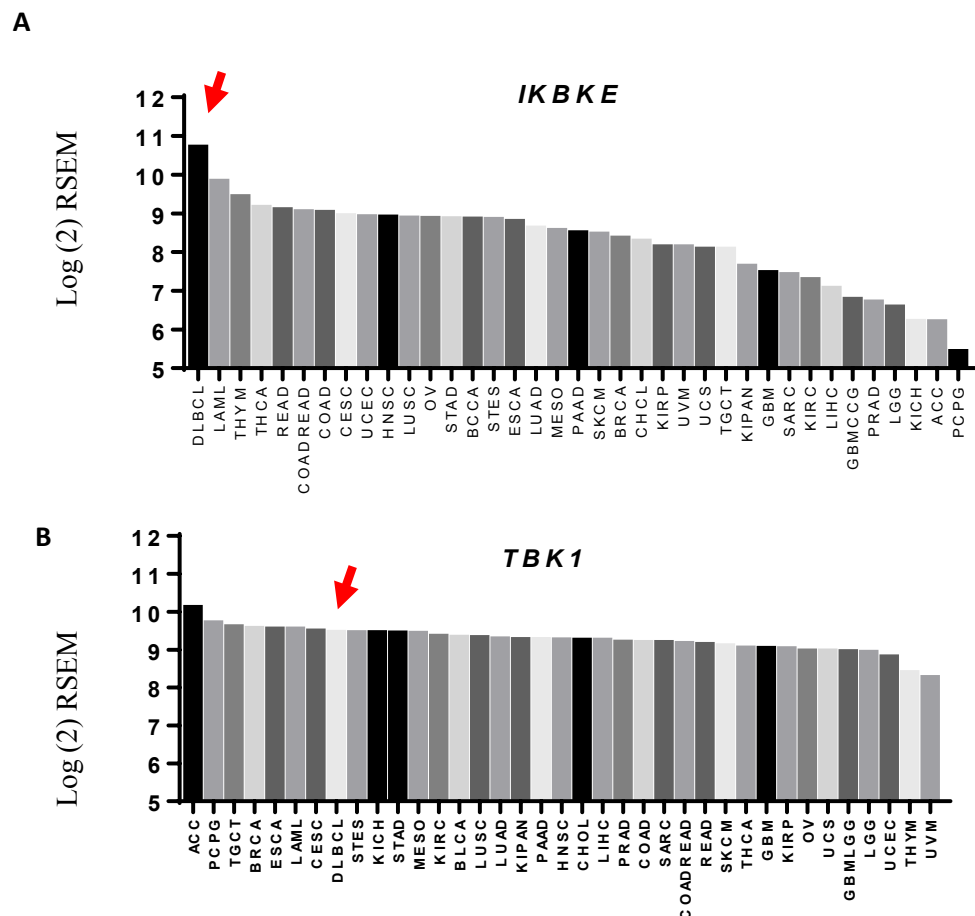 A
IKBKE
Log (2) RSEM
12
11
10
9
8
7
6
5
DLBCL
LAML
THYM
THCA
READ
COADREAD
COAD
CESC
UCEC
HNSC
LUSC
OV
STAD
BCCA
STES
ESCA
LUAD
MESO
PAAD
SKCM
BRCA
CHCL
KIRP
UVM
UCS
TGCT
KIPAN
GBM
SARC
KIRC
LIHC
GBMCCG
PRAD
LGG
KICH
ACC
PCPG
B
TBK1
Log (2) RSEM
12
11
10
9
8
7
6
5
ACC
PCPG
TGCT
BRCA
ESCA
LAML
CESC
DLBCL
STES
KICH
STAD
MESO
KIRC
BLCA
LUSC
LUAD
KIPAN
PAAD
HNSC
CHOL
LIHC
PRAD
COAD
SARC
COADREAD
READ
SKCM
THCA
GBM
KIRP
OV
UCS
GBMLGG
LGG
UCEC
THYM
UVM